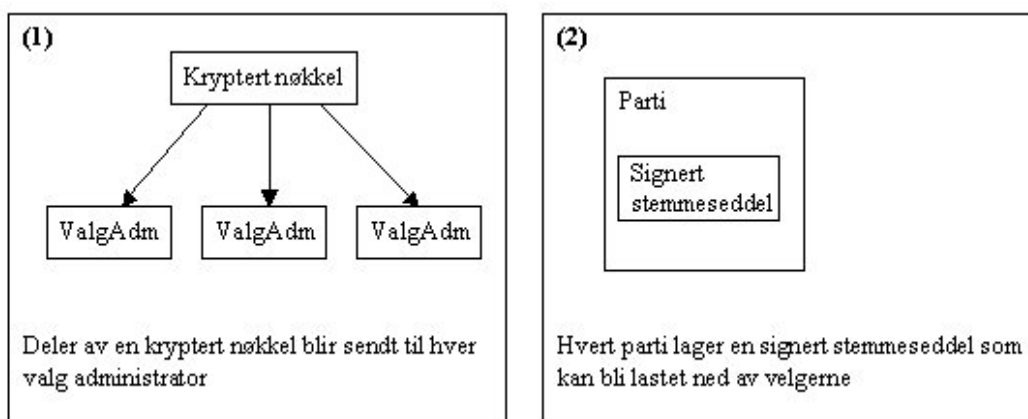 (1)
Kryptert nøkkel
ValgAdm
ValgAdm
ValgAdm
Deler av en kryptert nøkkel blir sendt til hver
valg administrator
(2)
Parti
Signert
stemmeseddel
Hvert parti lager en signert stemmeseddel som
kan bli lastet ned av velgerne